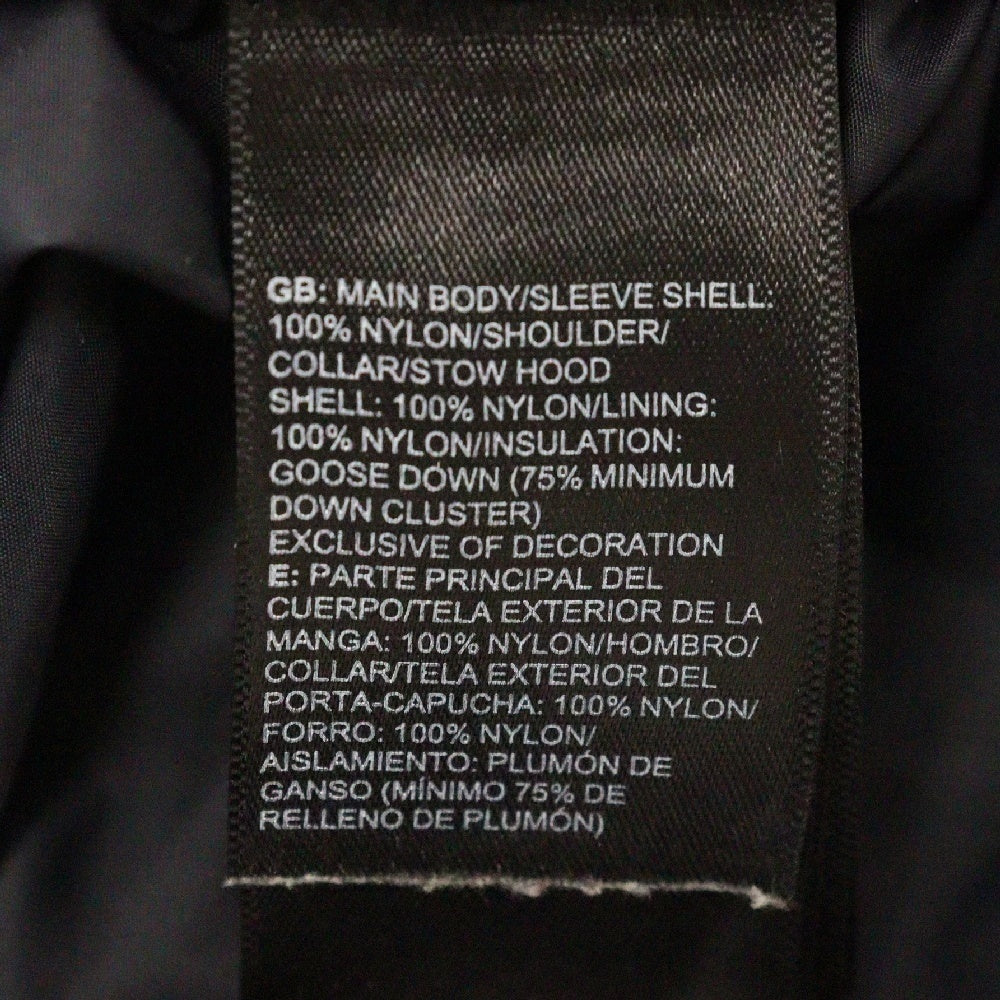 GB: MAIN BODY/SLEEVE SHELL:
100% NYLON/SHOULDER/
COLLAR/STOW HOOD
SHELL: 100% NYLON/LINING:
100% NYLON/INSULATION:
GOOSE DOWN (75% MINIMUM
DOWN CLUSTER)
EXCLUSIVE OF DECORATION
E: PARTE PRINCIPAL DEL
CUERPO/TELA EXTERIOR DE LA
MANGA: 100% NYLON/HOMBRO/
COLLAR/TELA EXTERIOR DEL
PORTA-CAPUCHA: 100% NYLON/
FORRO: 100% NYLON/
AISLAMIENTO: PLUMÓN DE
GANSO (MÍNIMO 75% DE
RELLENO DE PLUMÓN)